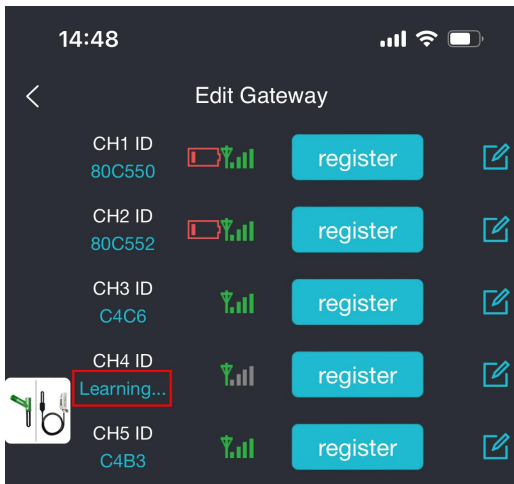 14:48
Edit Gateway
CH1 ID
80C550
register
CH2 ID
80C552
register
CH3 ID
C4C6
register
CH4 ID
Learning...
register
CH5 ID
C4B3
register